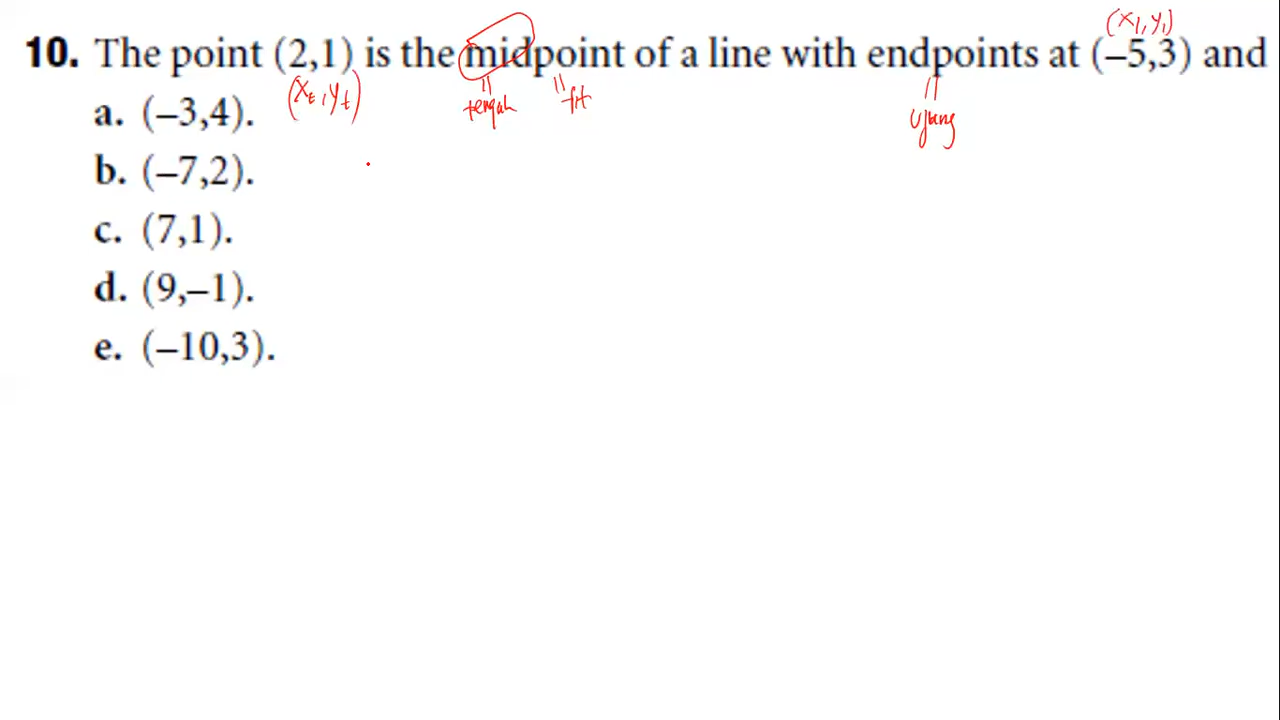 (x₁, y₁)
10. The point (2,1) is the midpoint of a line with endpoints at (–5,3) and
(xₜ, yₜ)
tengah
ujung
a. (–3,4).
b. (–7,2).
c. (7,1).
d. (9,–1).
e. (–10,3).